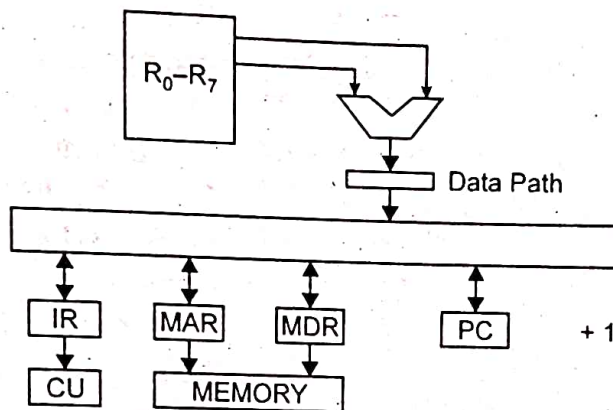 R₀–R₇
Data Path
IR
MAR
MDR
PC
+ 1
CU
MEMORY